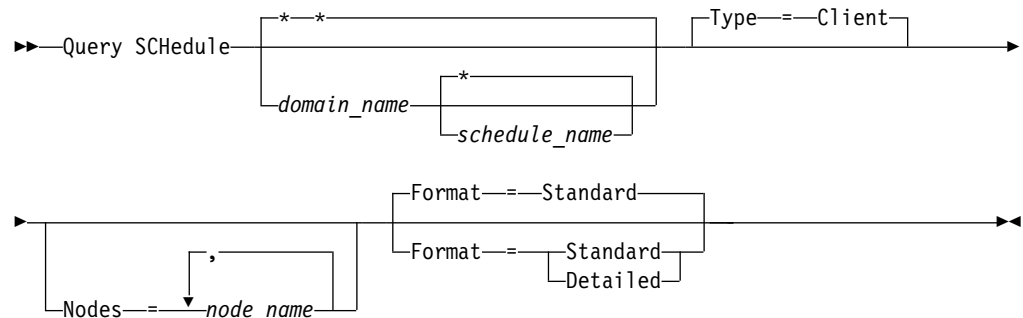 * * Type = Client
Query SCHedule
*
domain_name
schedule_name
Format = Standard
,
Format = Standard
Detailed
Nodes = node_name